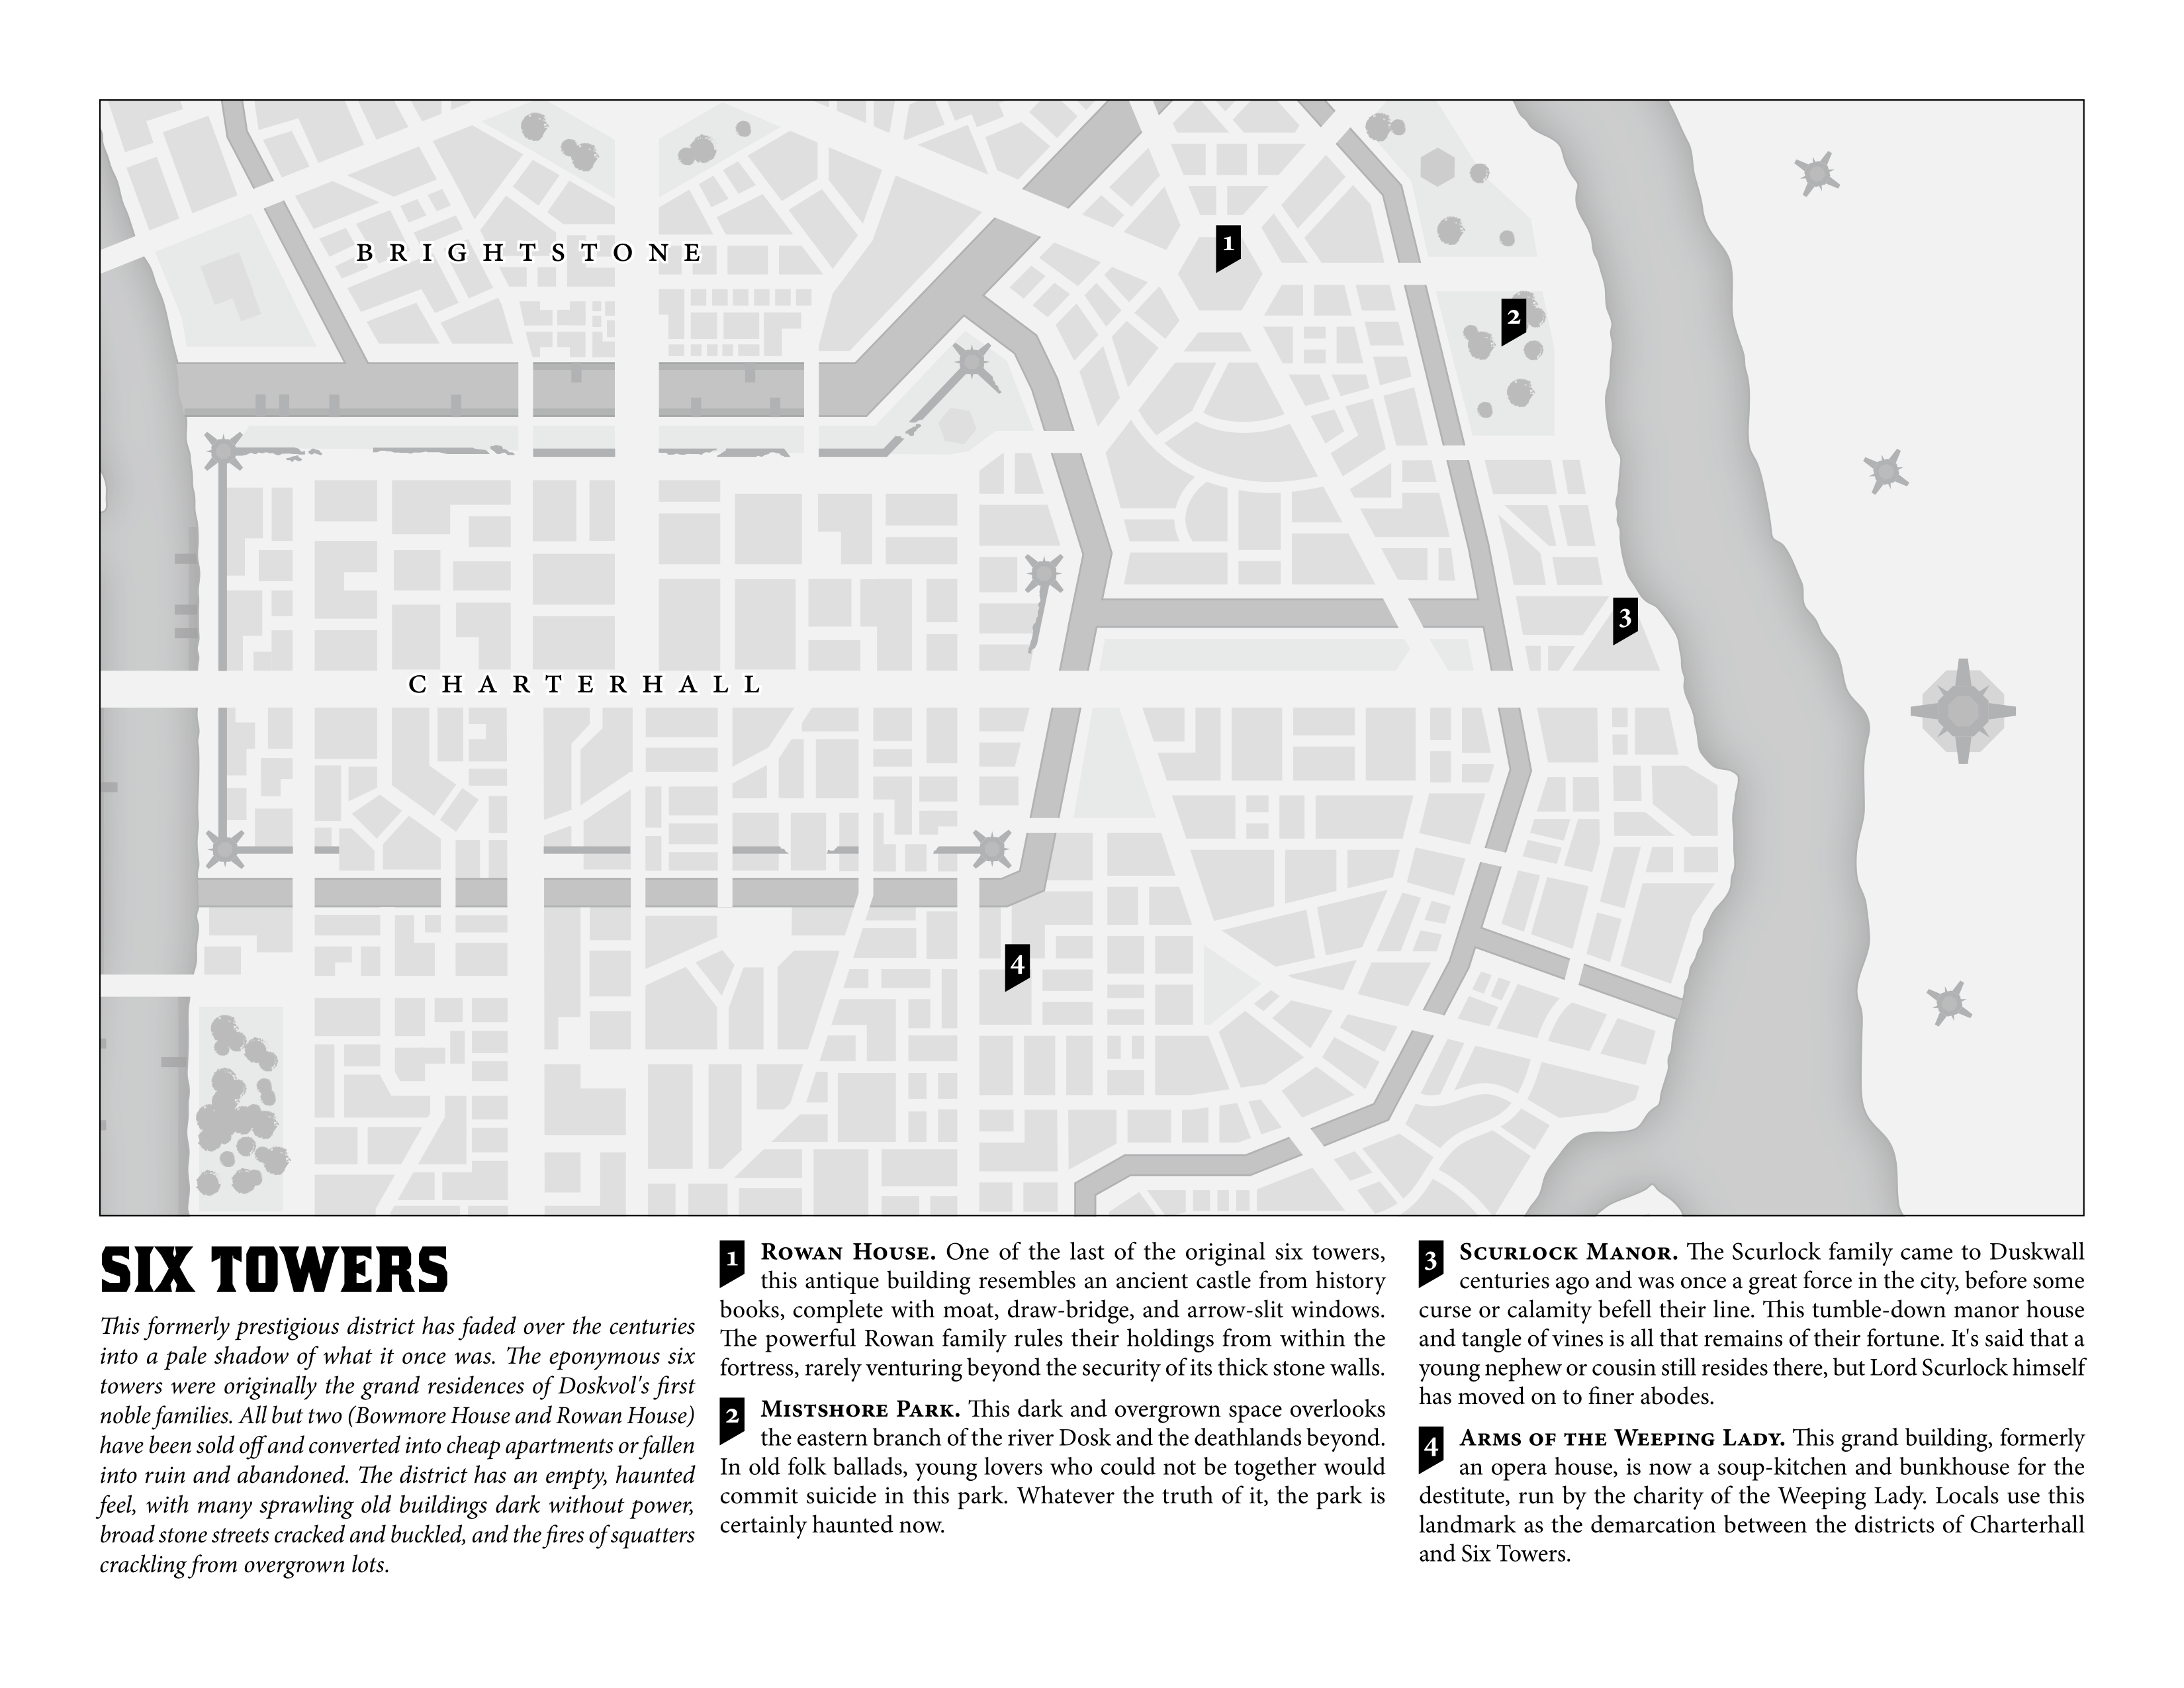 BRIGHTSTONE
1
2
3
CHARTERHALL
4
SIX TOWERS
This formerly prestigious district has faded over the centuries
into a pale shadow of what it once was. The eponymous six
towers were originally the grand residences of Doskvol's first
noble families. All but two (Bowmore House and Rowan House)
have been sold off and converted into cheap apartments or fallen
into ruin and abandoned. The district has an empty, haunted
feel, with many sprawling old buildings dark without power,
broad stone streets cracked and buckled, and the fires of squatters
crackling from overgrown lots.
1 Rowan House. One of the last of the original six towers,
this antique building resembles an ancient castle from history
books, complete with moat, draw-bridge, and arrow-slit windows.
The powerful Rowan family rules their holdings from within the
fortress, rarely venturing beyond the security of its thick stone walls.
2 Mistshore Park. This dark and overgrown space overlooks
the eastern branch of the river Dosk and the deathlands beyond.
In old folk ballads, young lovers who could not be together would
commit suicide in this park. Whatever the truth of it, the park is
certainly haunted now.
3 Scurlock Manor. The Scurlock family came to Duskwall
centuries ago and was once a great force in the city, before some
curse or calamity befell their line. This tumble-down manor house
and tangle of vines is all that remains of their fortune. It's said that a
young nephew or cousin still resides there, but Lord Scurlock himself
has moved on to finer abodes.
4 Arms of the Weeping Lady. This grand building, formerly
an opera house, is now a soup-kitchen and bunkhouse for the
destitute, run by the charity of the Weeping Lady. Locals use this
landmark as the demarcation between the districts of Charterhall
and Six Towers.